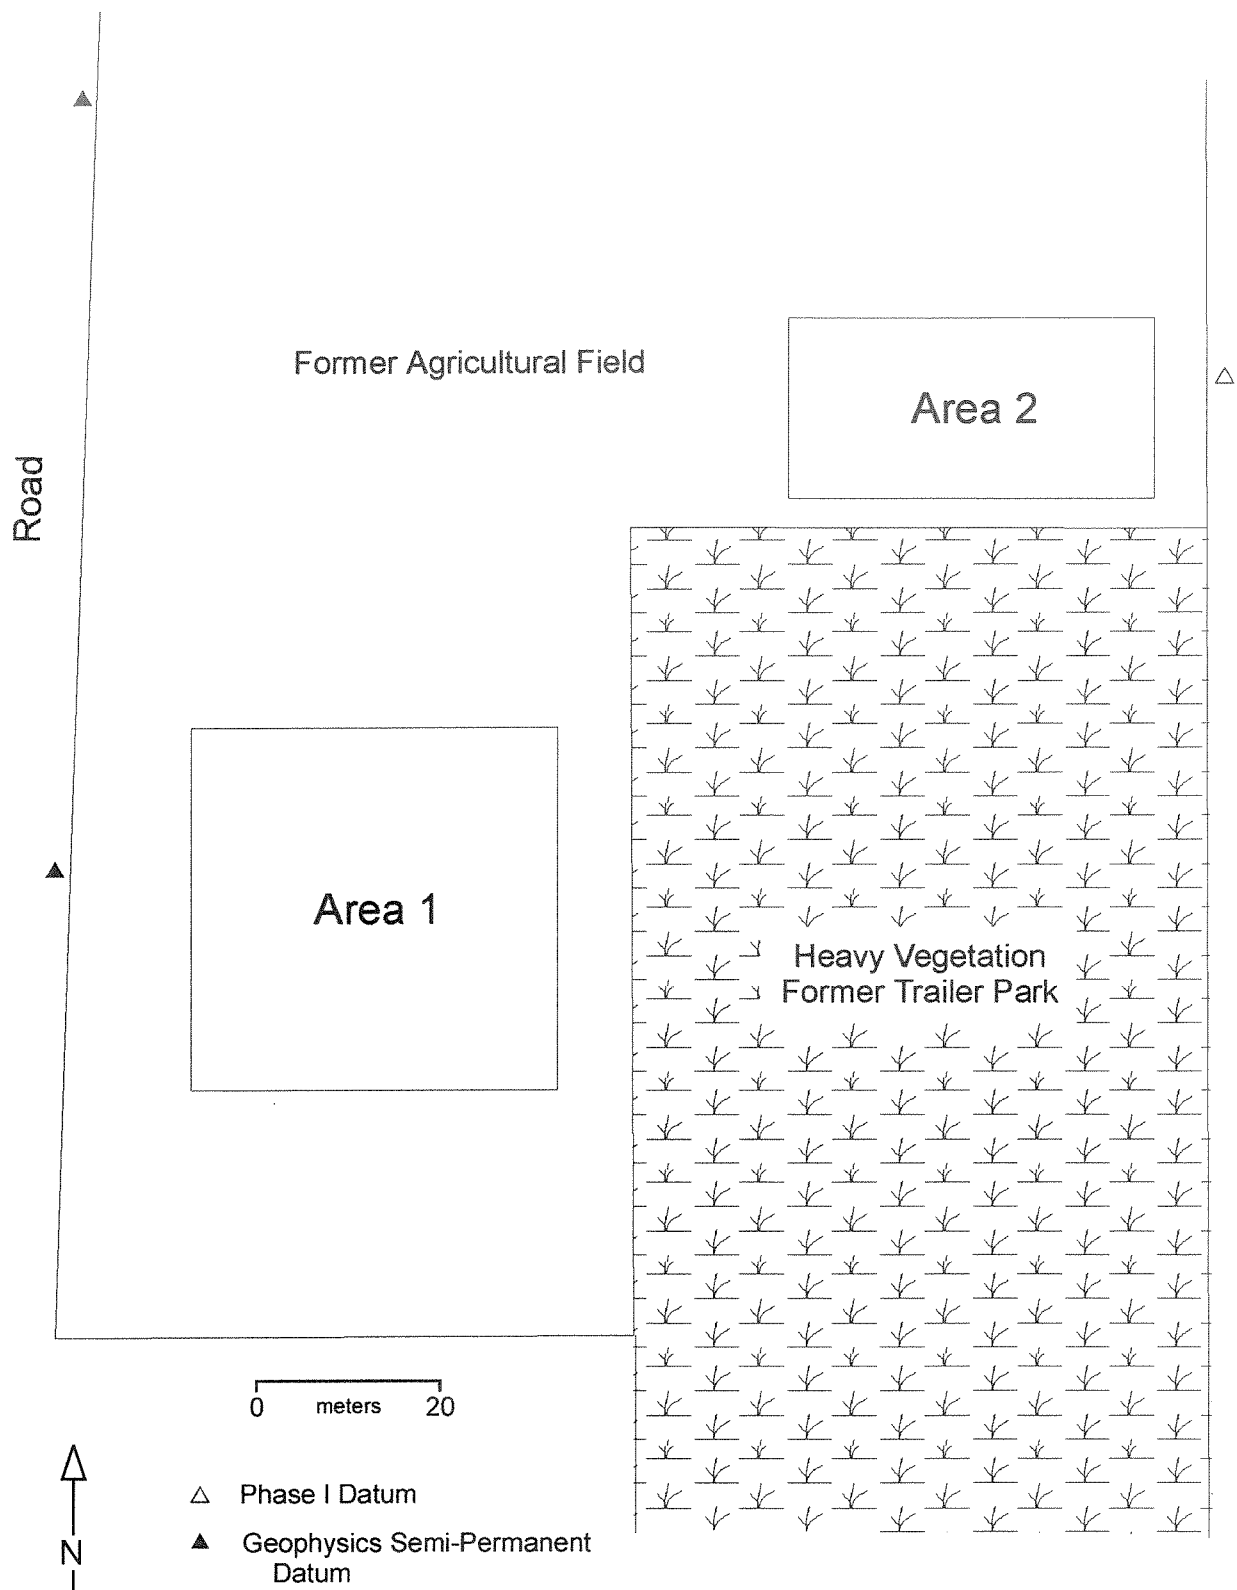 Former Agricultural Field
Area 2
Road
Area 1
Heavy Vegetation
Former Trailer Park
0 meters 20
Phase I Datum
Geophysics Semi-Permanent
Datum
N